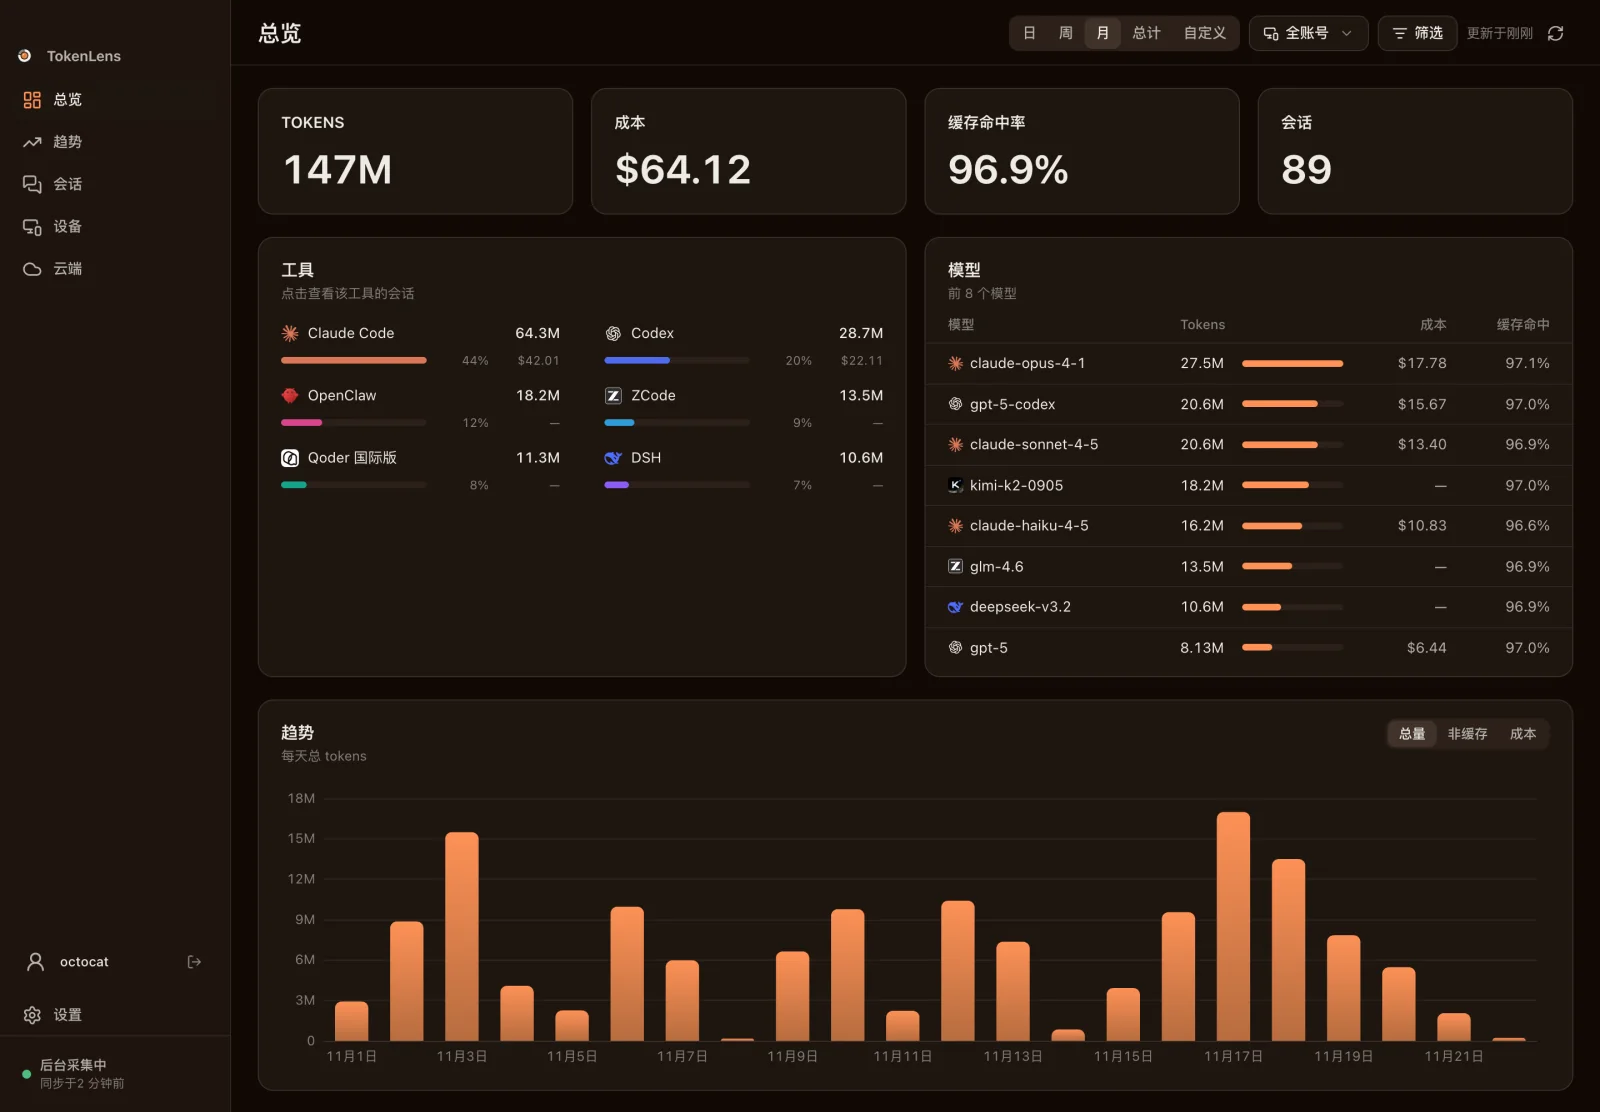 TokenLens
总览
趋势
会话
设备
云端
octocat
设置
后台采集中
同步于2 分钟前
总览
日 周 月 总计 自定义 全账号 筛选 更新于刚刚
TOKENS
147M
成本
$64.12
缓存命中率
96.9%
会话
89
工具
点击查看该工具的会话
Claude Code 64.3M
44% $42.01
Codex 28.7M
20% $22.11
OpenClaw 18.2M
12% —
ZCode 13.5M
9% —
Qoder 国际版 11.3M
8% —
DSH 10.6M
7% —
模型
前 8 个模型
模型 Tokens 成本 缓存命中
claude-opus-4-1 27.5M $17.78 97.1%
gpt-5-codex 20.6M $15.67 97.0%
claude-sonnet-4-5 20.6M $13.40 96.9%
kimi-k2-0905 18.2M — 97.0%
claude-haiku-4-5 16.2M $10.83 96.6%
glm-4.6 13.5M — 96.9%
deepseek-v3.2 10.6M — 96.9%
gpt-5 8.13M $6.44 97.0%
趋势
每天总 tokens
总量 非缓存 成本
18M
15M
12M
9M
6M
3M
0
11月1日 11月3日 11月5日 11月7日 11月9日 11月11日 11月13日 11月15日 11月17日 11月19日 11月21日